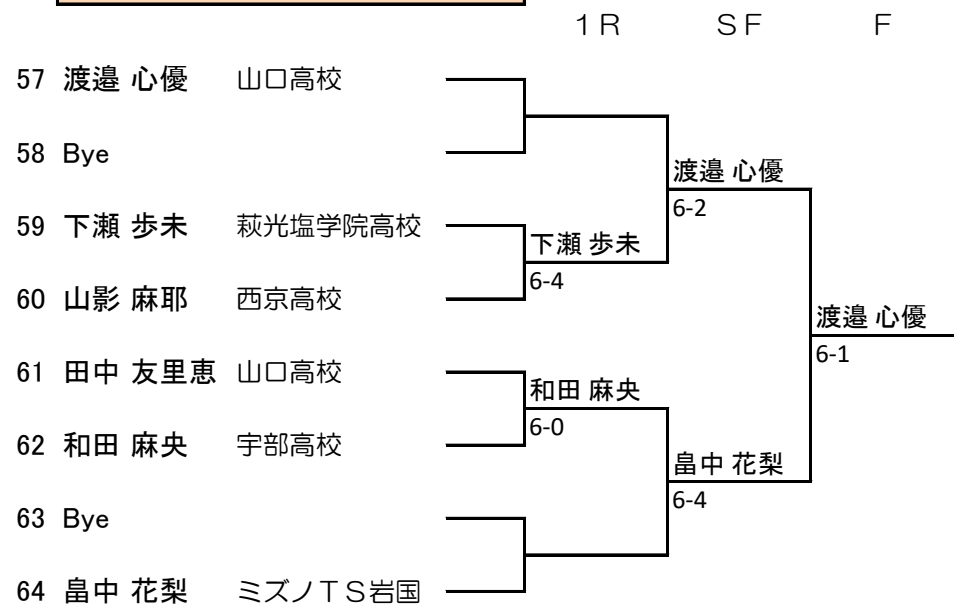 1R SF F
57 渡邉 心優 山口高校
58 Bye
渡邉 心優
6-2
59 下瀬 歩未 萩光塩学院高校
下瀬 歩未
6-4
60 山影 麻耶 西京高校
渡邉 心優
6-1
61 田中 友里恵 山口高校
和田 麻央
6-0
62 和田 麻央 宇部高校
畠中 花梨
6-4
63 Bye
64 畠中 花梨 ミズノTS岩国